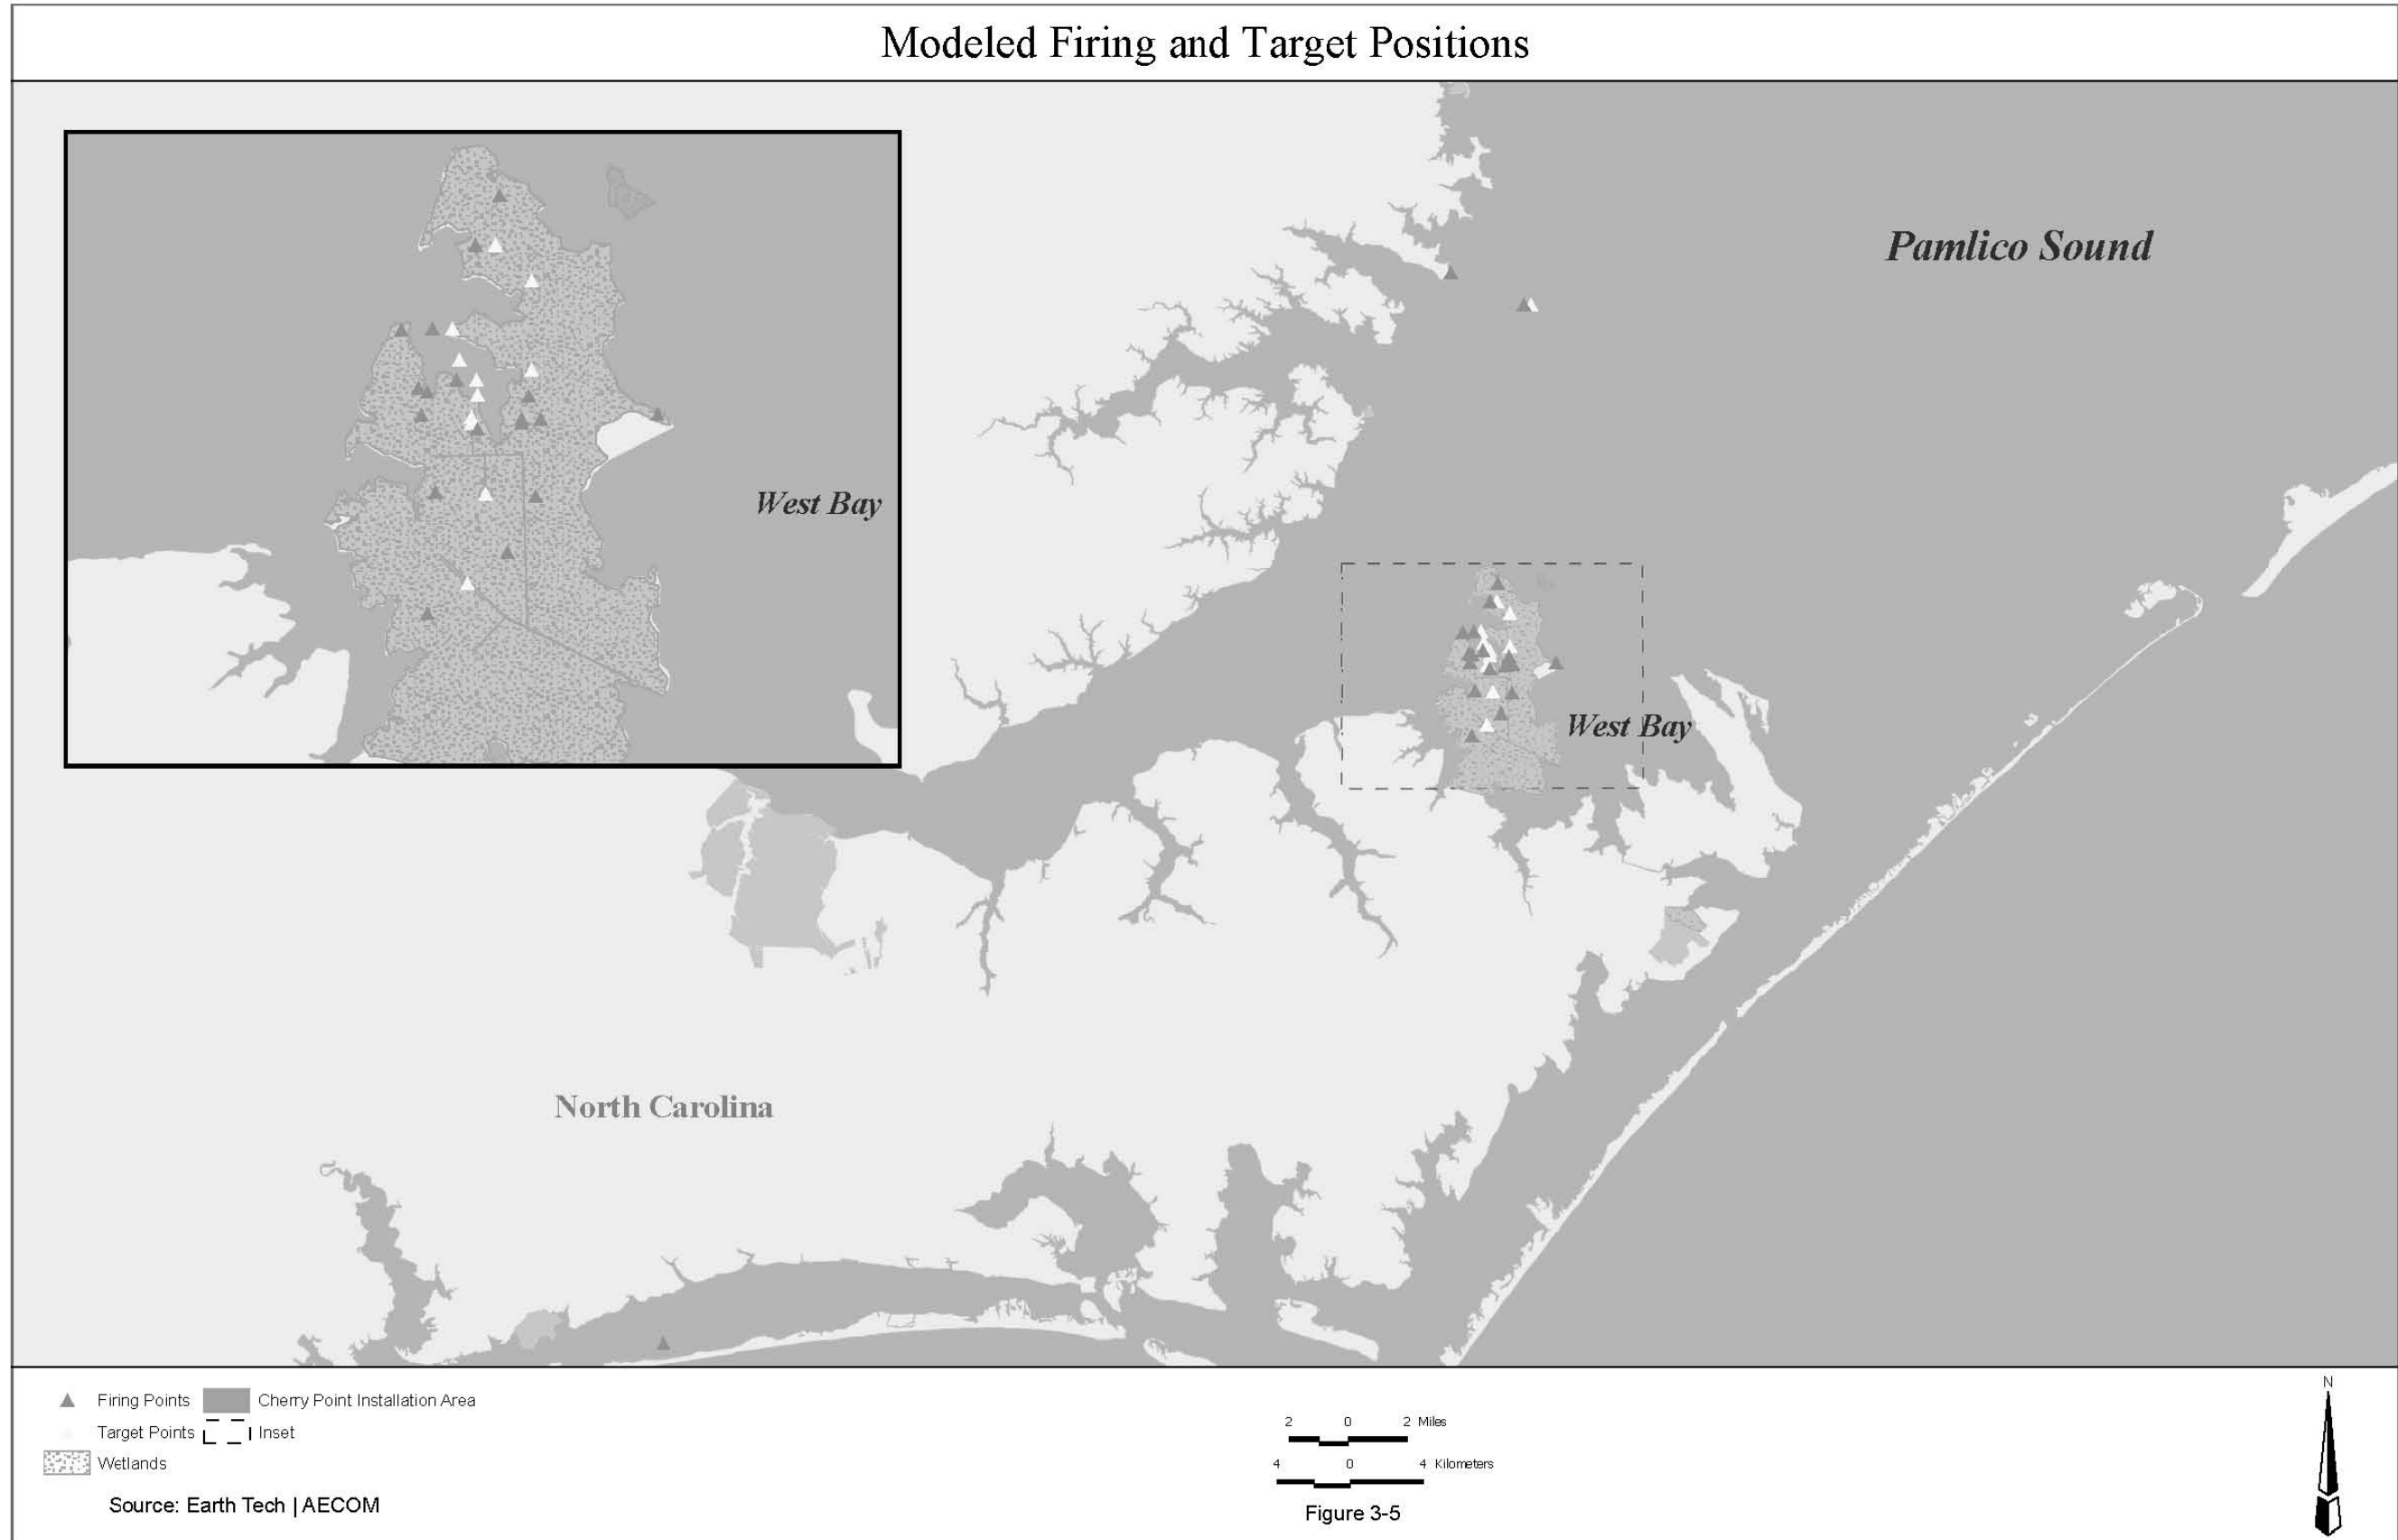 Modeled Firing and Target Positions
Pamlico Sound
West Bay
West Bay
North Carolina
Firing Points
Cherry Point Installation Area
Target Points
Inset
Wetlands
Source: Earth Tech | AECOM
2 0 2 Miles
4 0 4 Kilometers
Figure 3-5
N